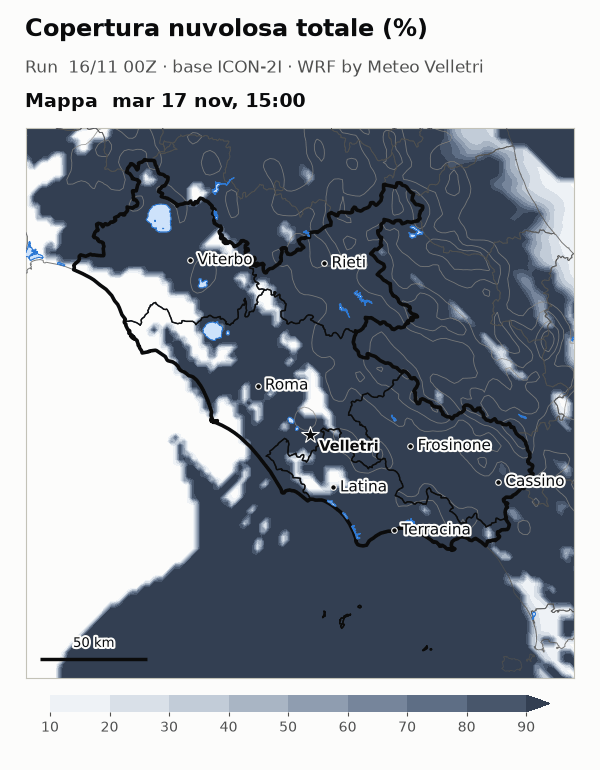 Copertura nuvolosa totale (%)
Run  16/11 00Z · base ICON-2I · WRF by Meteo Velletri
Mappa  mar 17 nov, 15:00
Viterbo
Rieti
Roma
Velletri
Frosinone
Latina
Cassino
Terracina
50 km
10 20 30 40 50 60 70 80 90